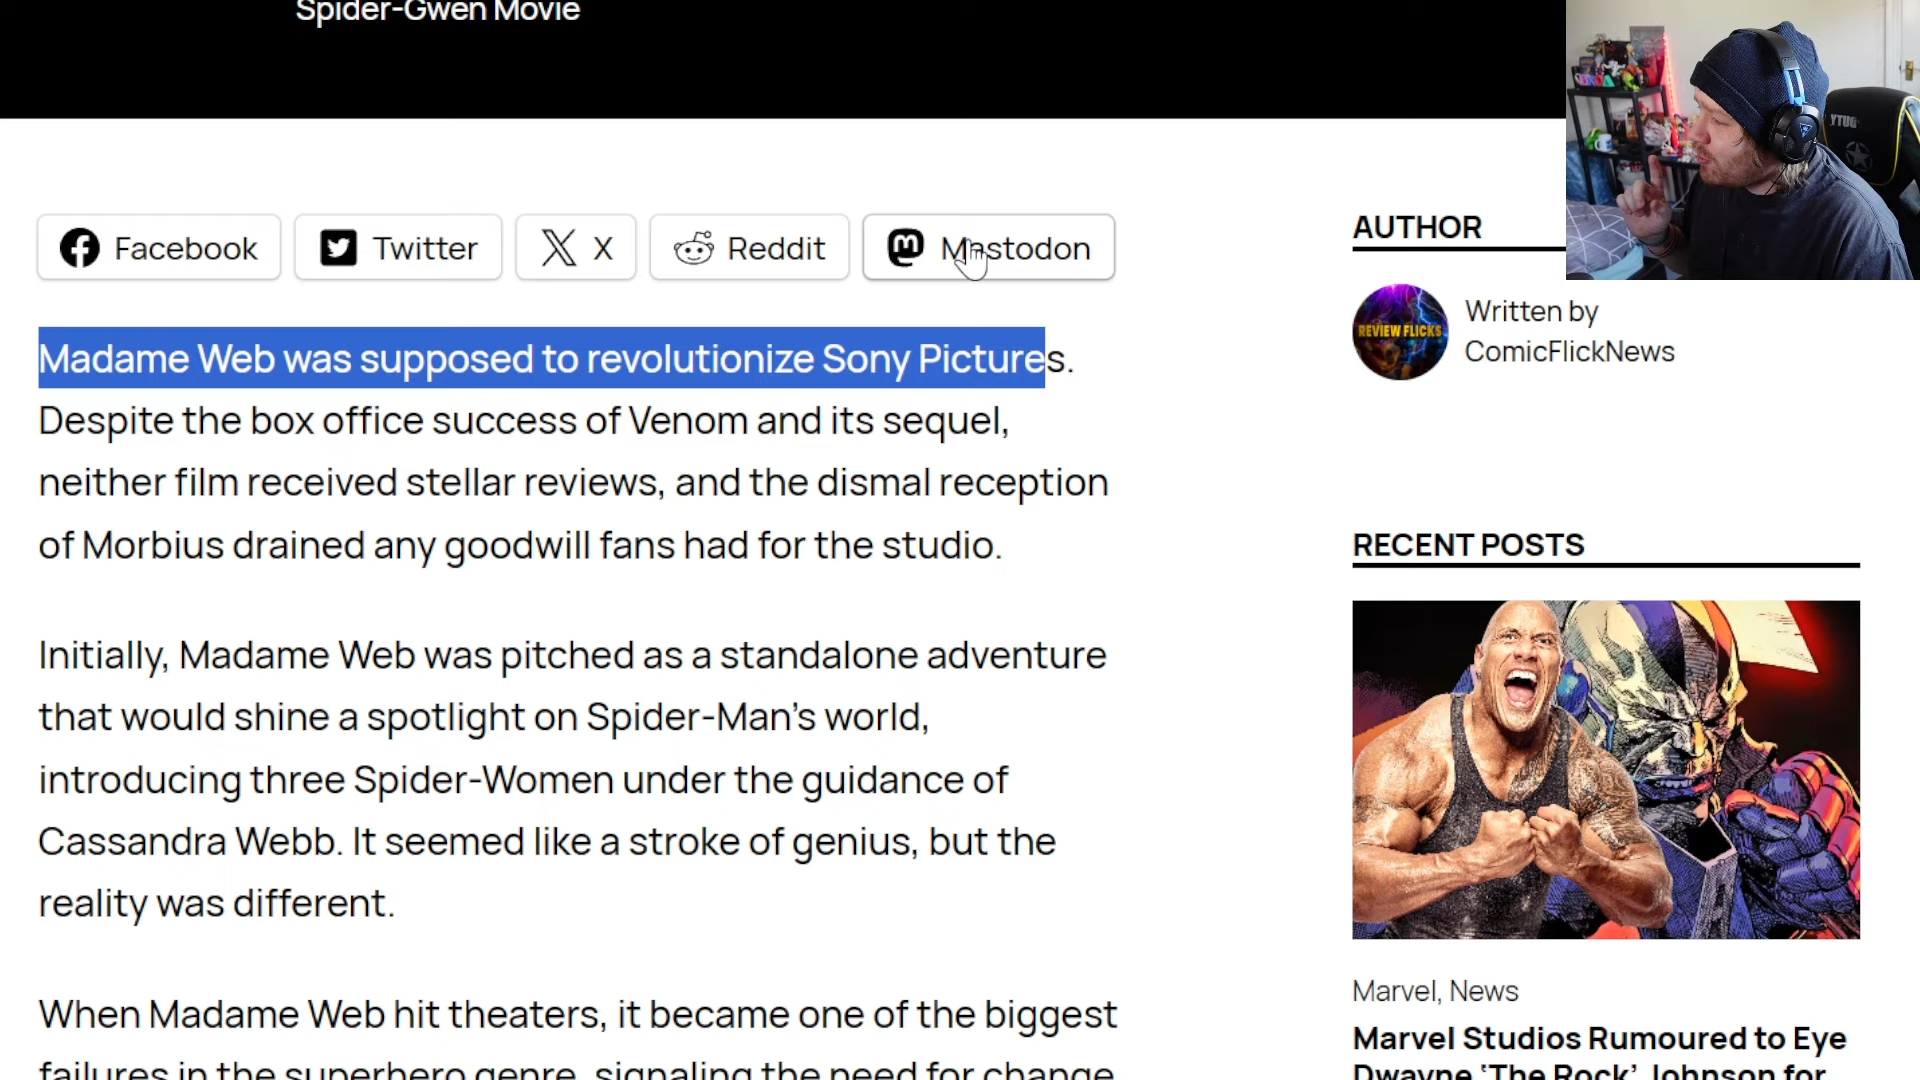 Spider-Gwen Movie
Facebook
Twitter
X
Reddit
Mastodon
Madame Web was supposed to revolutionize Sony Pictures.
Despite the box office success of Venom and its sequel,
neither film received stellar reviews, and the dismal reception
of Morbius drained any goodwill fans had for the studio.
Initially, Madame Web was pitched as a standalone adventure
that would shine a spotlight on Spider-Man’s world,
introducing three Spider-Women under the guidance of
Cassandra Webb. It seemed like a stroke of genius, but the
reality was different.
When Madame Web hit theaters, it became one of the biggest
failures in the superhero genre, signaling the need for change
AUTHOR
REVIEW FLICKS
Written by
ComicFlickNews
RECENT POSTS
Marvel, News
Marvel Studios Rumoured to Eye
Dwayne ‘The Rock’ Johnson for